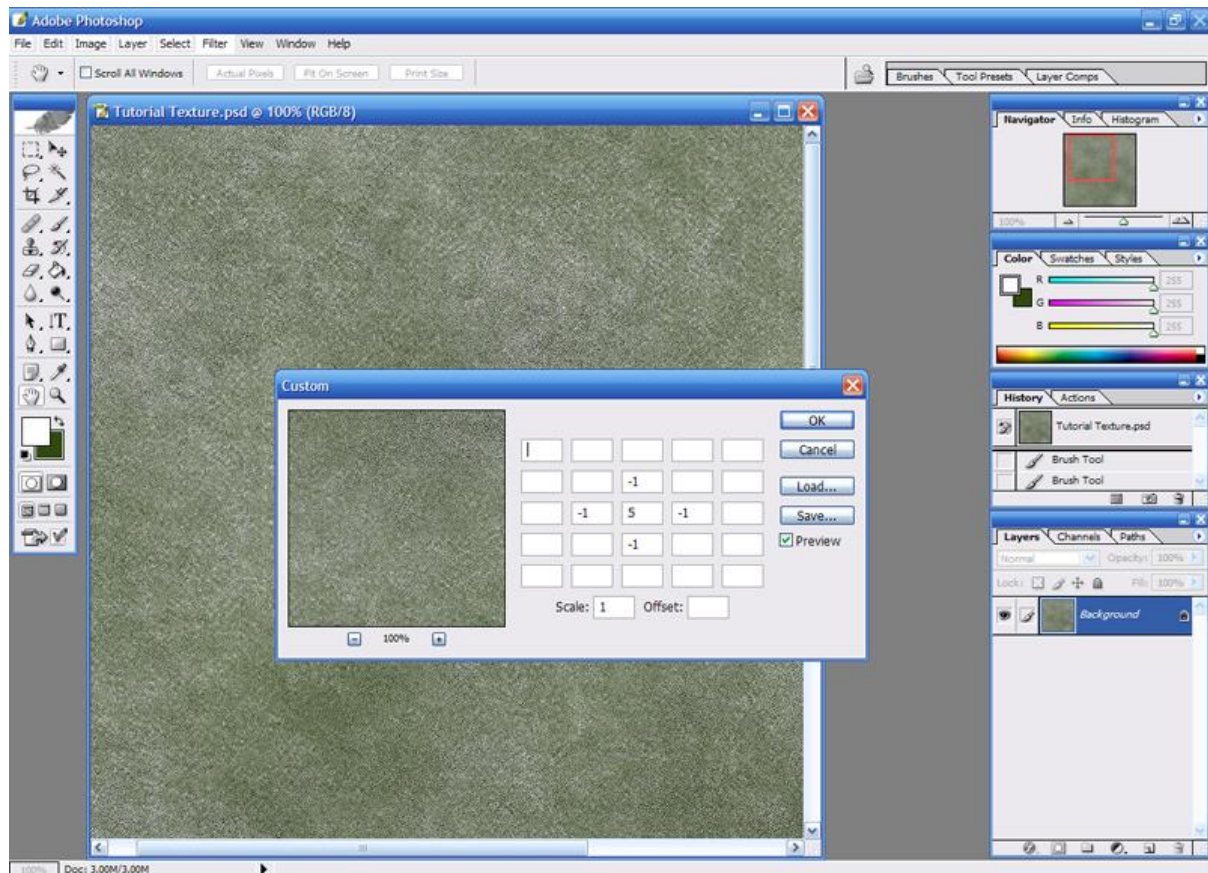 Adobe Photoshop
File Edit Image Layer Select Filter View Window Help
Scroll All Windows Actual Pixels Fit On Screen Print Size
Brushes Tool Presets Layer Comps
Tutorial Texture.psd @ 100% (RGB/8)
Navigator Info Histogram
100%
Color Swatches Styles
R 255
G 255
B 255
Custom
OK
Cancel
-1 Load...
-1 5 -1 Save...
-1 Preview
Scale: 1 Offset:
100%
History Actions
Tutorial Texture.psd
Brush Tool
Brush Tool
Layers Channels Paths
Normal Opacity: 100%
Lock: Fill: 100%
Background
100% Doc: 3.00M/3.00M